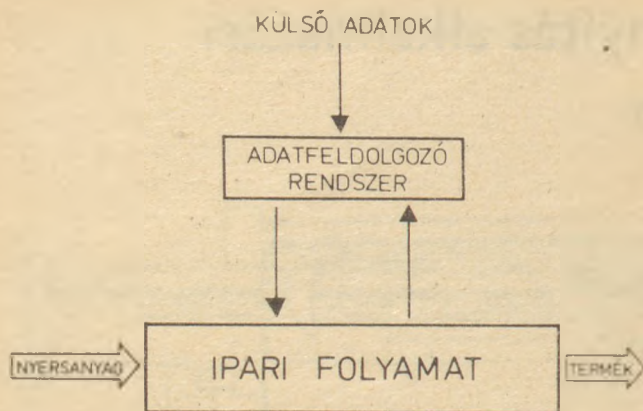 KÜLSŐ ADATOK
ADATFELDOLGOZÓ
RENDSZER
NYERSANYAG
IPARI FOLYAMAT
TERMÉK